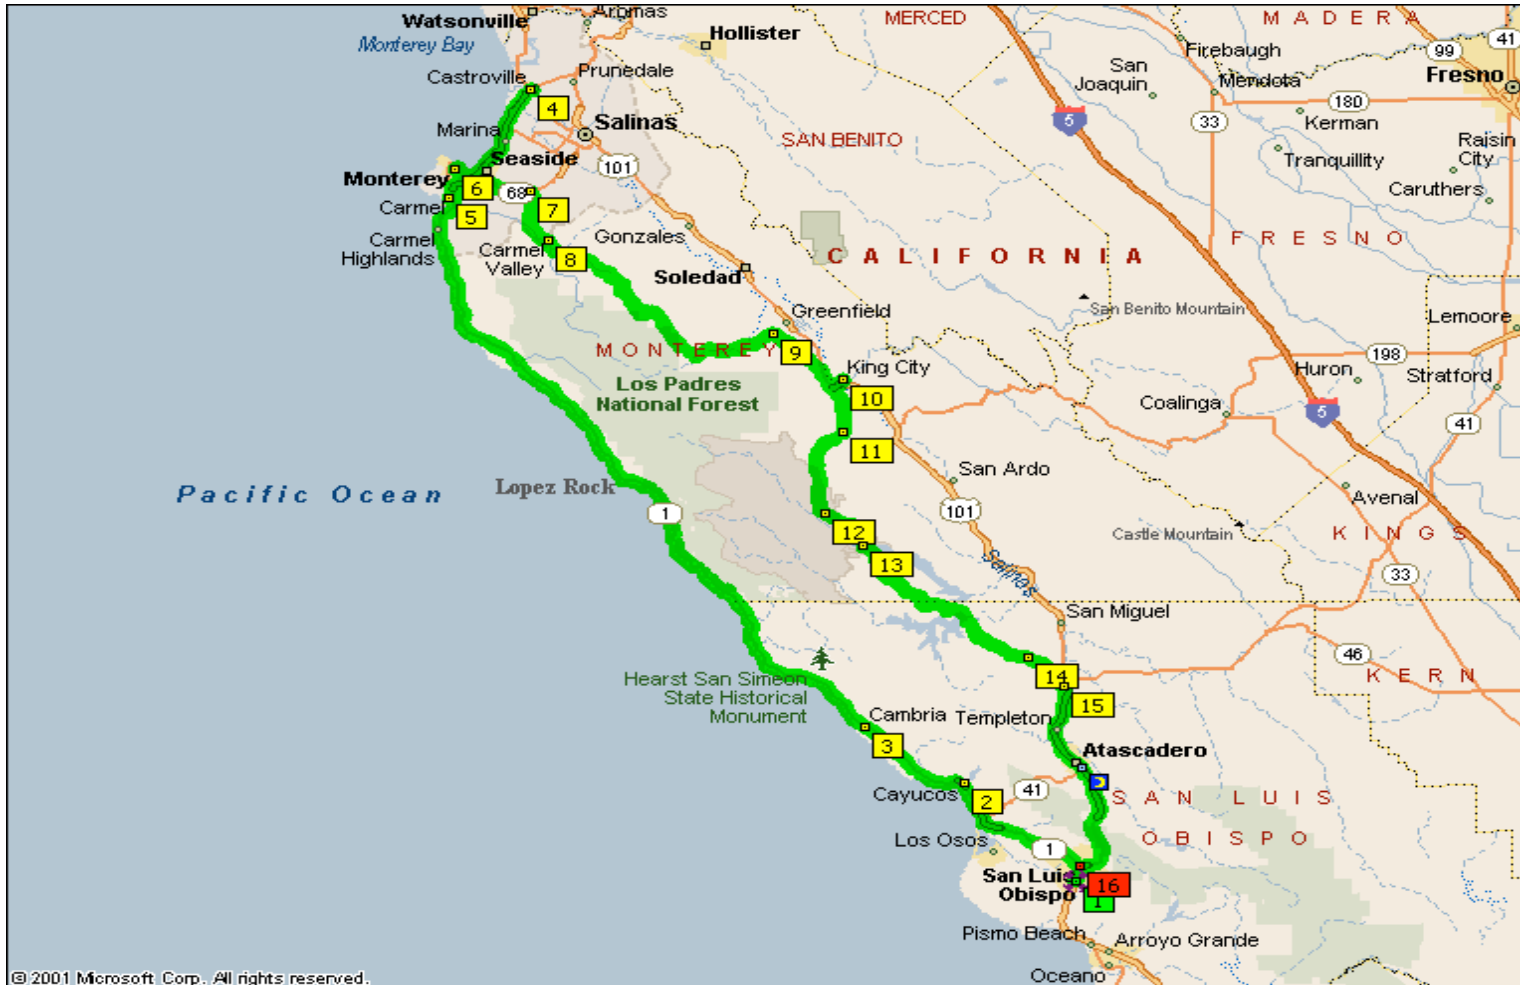 Watsonville
Aromas
MERCED
MADERA
Monterey Bay
Hollister
Firebaugh
99
41
Castroville
Prunedale
San
Joaquin
Mendota
Fresno
4
180
33
Kerman
5
Marina
Salinas
SAN BENITO
Raisin
City
Seaside
101
Tranquillity
Monterey
6
68
Caruthers
Carmel
5
7
Carmel
Highlands
Gonzales
FRESNO
Carmel
Valley
8
CALIFORNIA
Soledad
San Benito Mountain
Greenfield
Lemoore
MONTEREY
9
198
King City
Huron
Stratford
Los Padres
National Forest
10
Coalinga
5
41
11
San Ardo
Pacific Ocean
Lopez Rock
Avenal
1
101
12
Castle Mountain
KINGS
13
Salinas
33
San Miguel
46
Hearst San Simeon
State Historical
Monument
14
KERN
15
Cambria
Templeton
3
Atascadero
Cayucos
2
41
SAN LUIS
OBISPO
Los Osos
1
San Luis
Obispo
16
1
Pismo Beach
Arroyo Grande
Oceano
© 2001 Microsoft Corp. All rights reserved.